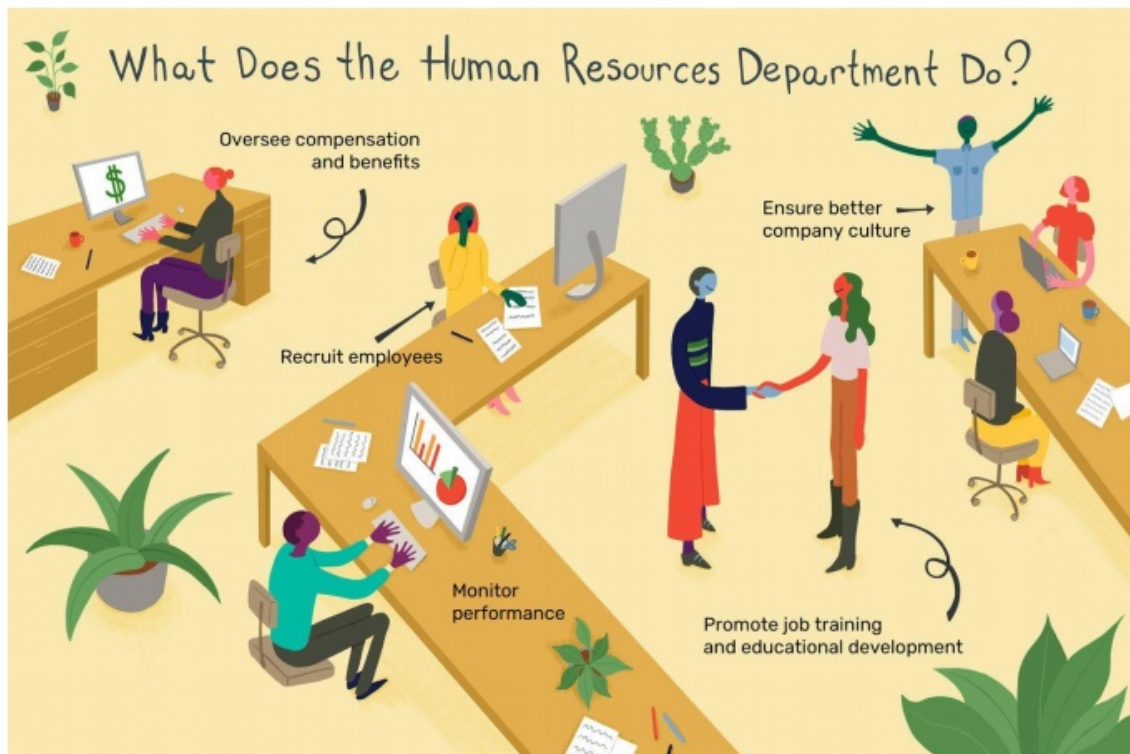 What Does the Human Resources Department Do?
Oversee compensation
and benefits
Ensure better
company culture
Recruit employees
Monitor
performance
Promote job training
and educational development
$